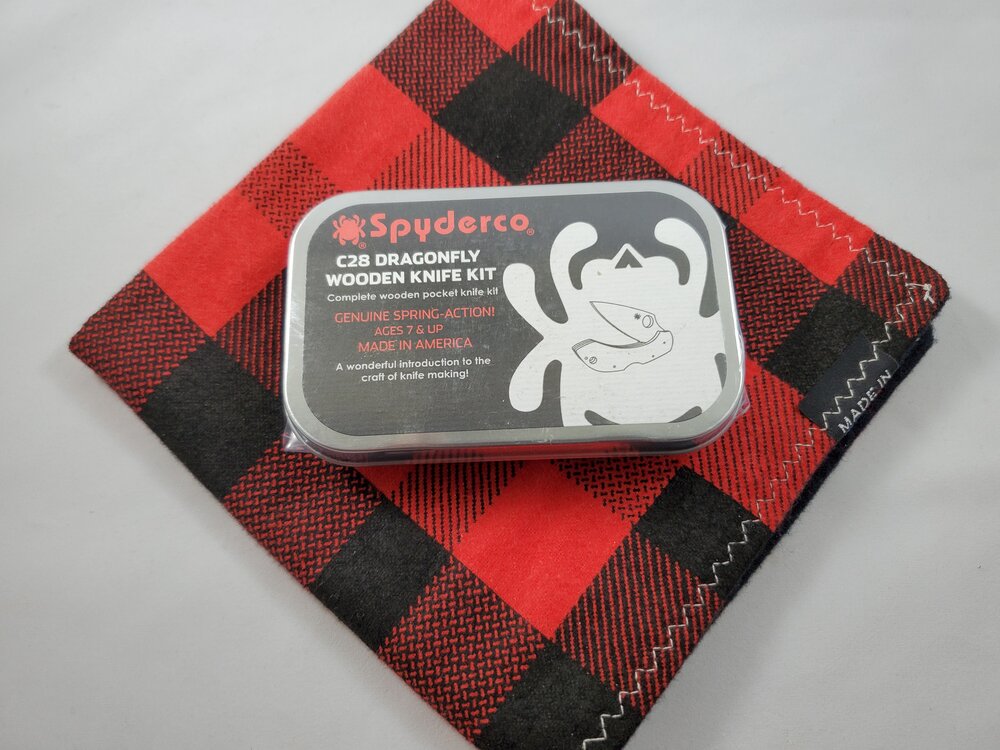 Spyderco®
®
C28 DRAGONFLY
WOODEN KNIFE KIT
Complete wooden pocket knife kit
GENUINE SPRING-ACTION!
AGES 7 & UP
MADE IN AMERICA
A wonderful introduction to the
craft of knife making!
MADE IN